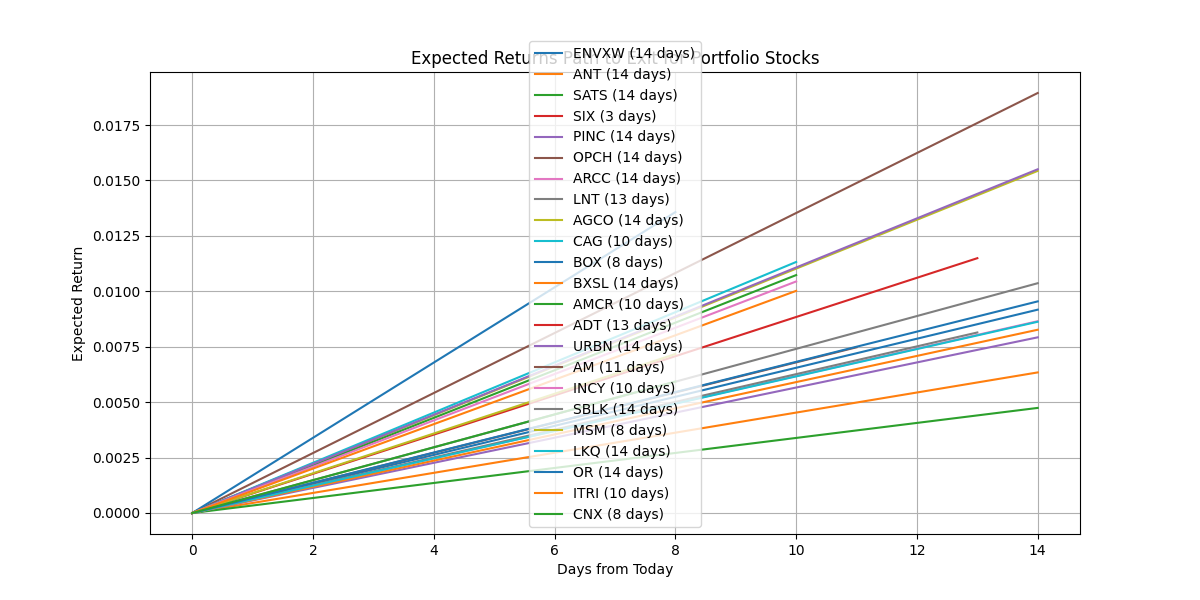 Expected Returns Path to Exit for Portfolio Stocks
ENVXW (14 days)
ANT (14 days)
SATS (14 days)
SIX (3 days)
PINC (14 days)
OPCH (14 days)
ARCC (14 days)
LNT (13 days)
AGCO (14 days)
CAG (10 days)
BOX (8 days)
BXSL (14 days)
AMCR (10 days)
ADT (13 days)
URBN (14 days)
AM (11 days)
INCY (10 days)
SBLK (14 days)
MSM (8 days)
LKQ (14 days)
OR (14 days)
ITRI (10 days)
CNX (8 days)
Expected Return
0.0175
0.0150
0.0125
0.0100
0.0075
0.0050
0.0025
0.0000
0 2 4 6 8 10 12 14
Days from Today